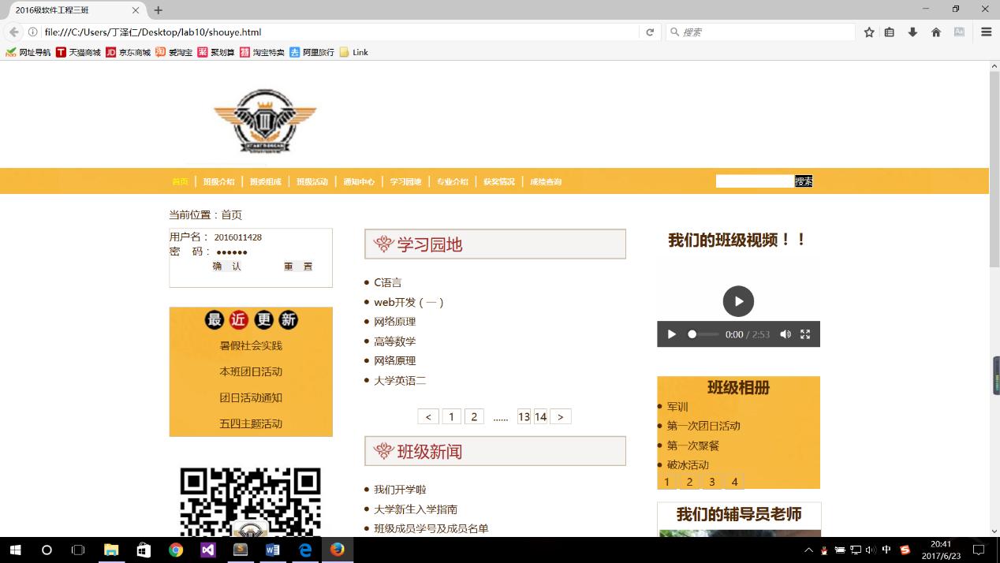 2016级软件工程三班
file:///C:/Users/丁泽仁/Desktop/lab10/shouye.html
搜索
网址导航 天猫商城 京东商城 爱淘宝 聚划算 淘宝特卖 阿里旅行 Link
首页 班级介绍 班委组成 班级活动 通知中心 学习园地 专业介绍 获奖情况 成绩查询 搜索
当前位置：首页
用户名： 2016011428
密 码： ●●●●●●
确 认 重 置
最近更新
暑假社会实践
本班团日活动
团日活动通知
五四主题活动
学习园地
C语言
web开发（一）
网络原理
高等数学
网络原理
大学英语二
< 1 2 ...... 13 14 >
班级新闻
我们开学啦
大学新生入学指南
班级成员学号及成员名单
我们的班级视频！！
0:00 / 2:53
班级相册
军训
第一次团日活动
第一次聚餐
破冰活动
1 2 3 4
我们的辅导员老师
中
20:41
2017/6/23